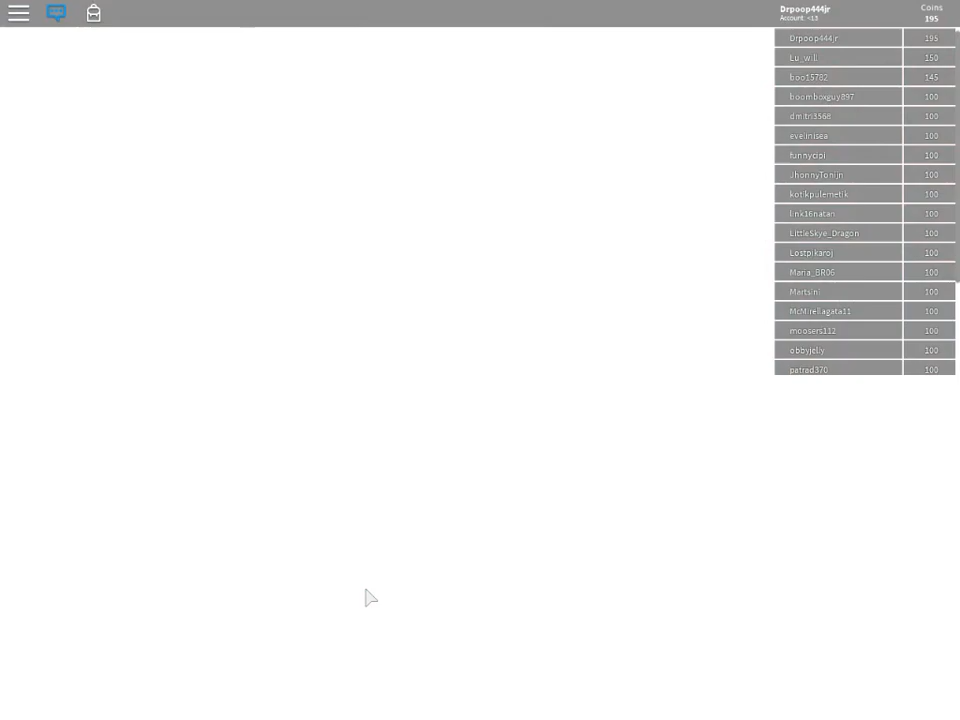 Drpoop444jr Coins
Account: <13 195
Drpoop444jr 195
Lu_will 150
boo15782 145
boomboxguy897 100
dmitri3568 100
evelinisea 100
funnycipi 100
JhonnyTonijn 100
kotikpulemetik 100
link16natan 100
LittleSkye_Dragon 100
Lostpikaroj 100
Maria_BR06 100
Martsini 100
McMirellagata11 100
moosers112 100
obbyjelly 100
patrad370 100